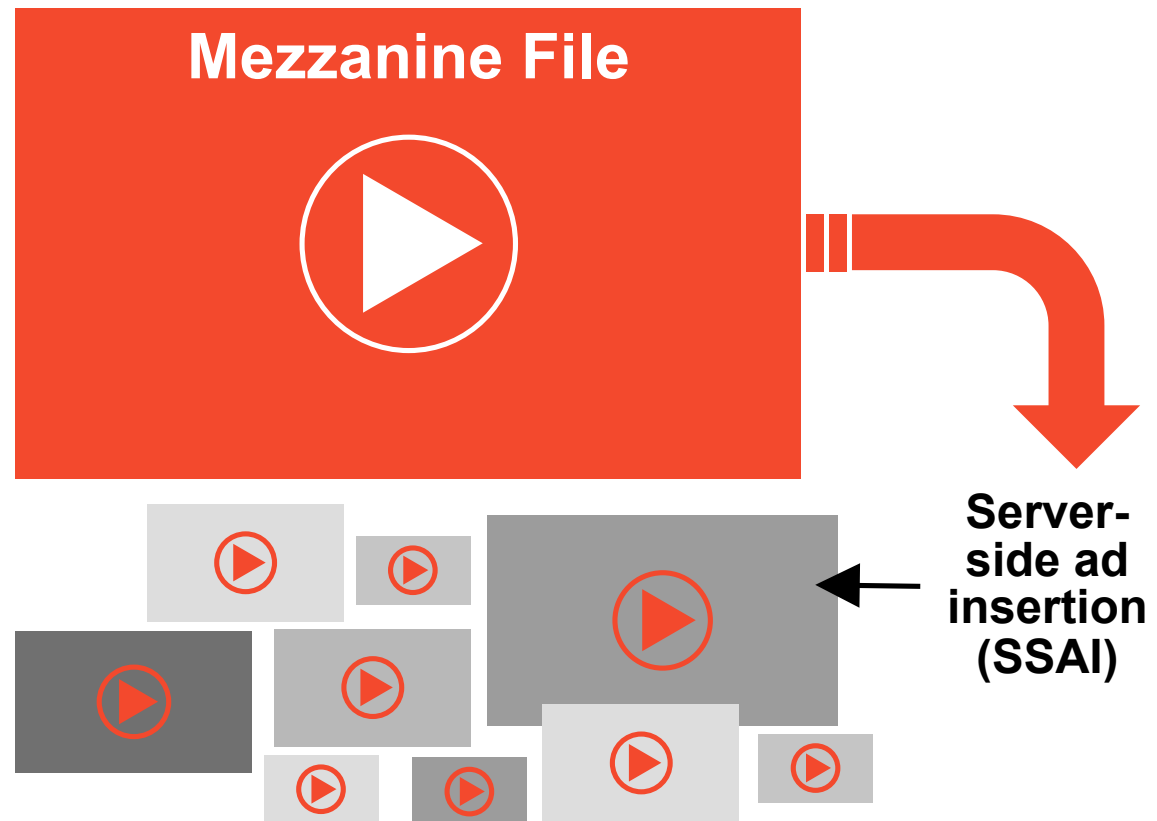 Mezzanine File
Server-
side ad
insertion
(SSAI)